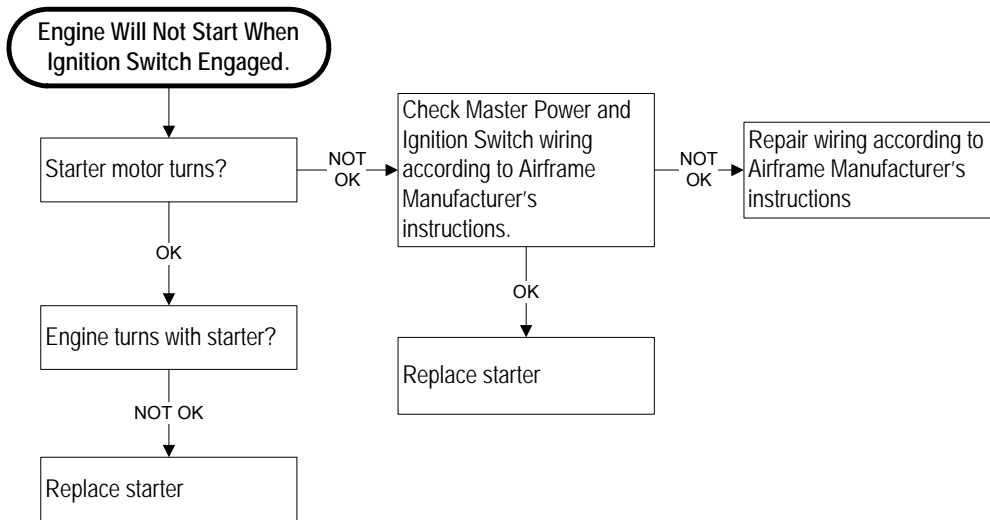 Engine Will Not Start When
Ignition Switch Engaged.
Starter motor turns?
NOT
OK
Check Master Power and
Ignition Switch wiring
according to Airframe
Manufacturer's
instructions.
NOT
OK
Repair wiring according to
Airframe Manufacturer's
instructions
OK
Engine turns with starter?
OK
Replace starter
NOT OK
Replace starter